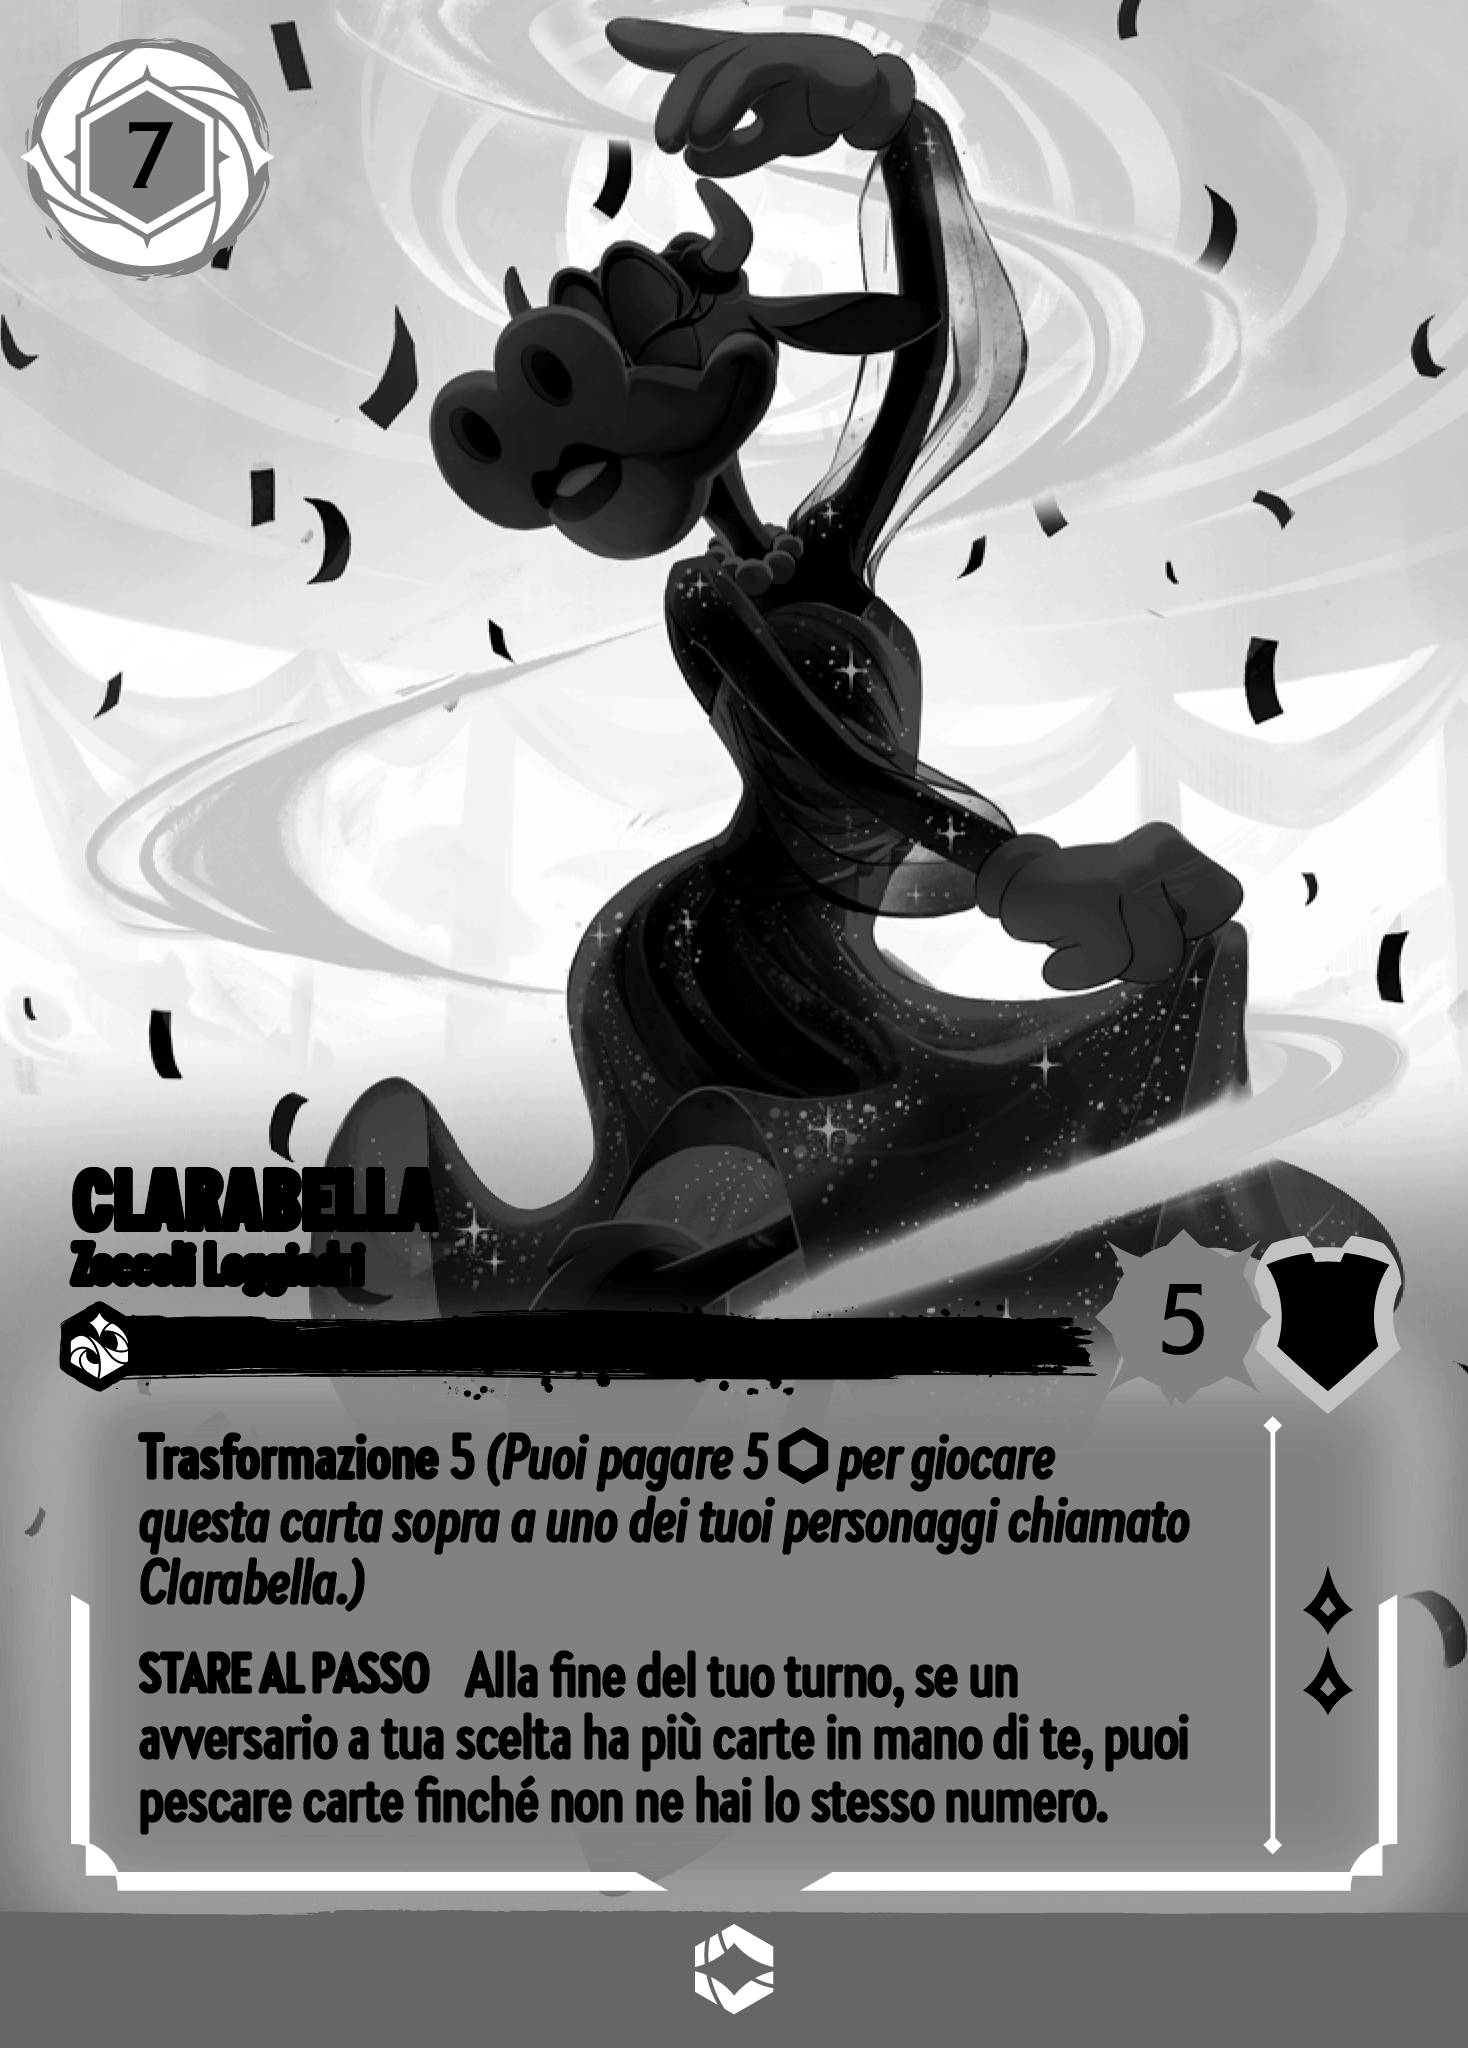 7
CLARABELLA
Zoccoli Leggiadri
5
Trasformazione 5 (Puoi pagare 5 per giocare
questa carta sopra a uno dei tuoi personaggi chiamato
Clarabella.)
STARE AL PASSO Alla fine del tuo turno, se un
avversario a tua scelta ha più carte in mano di te, puoi
pescare carte finché non ne hai lo stesso numero.